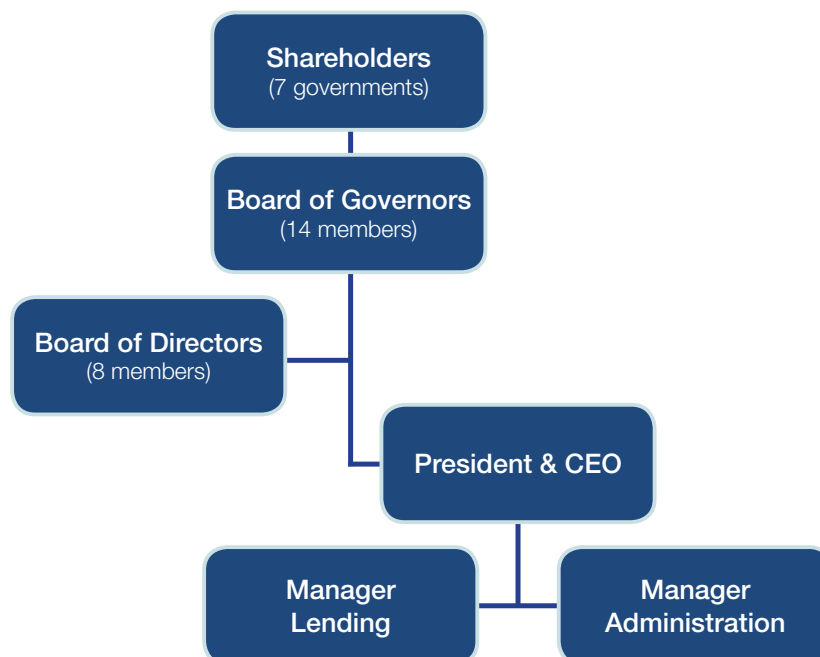 Shareholders
(7 governments)
Board of Governors
(14 members)
Board of Directors
(8 members)
President & CEO
Manager
Lending
Manager
Administration